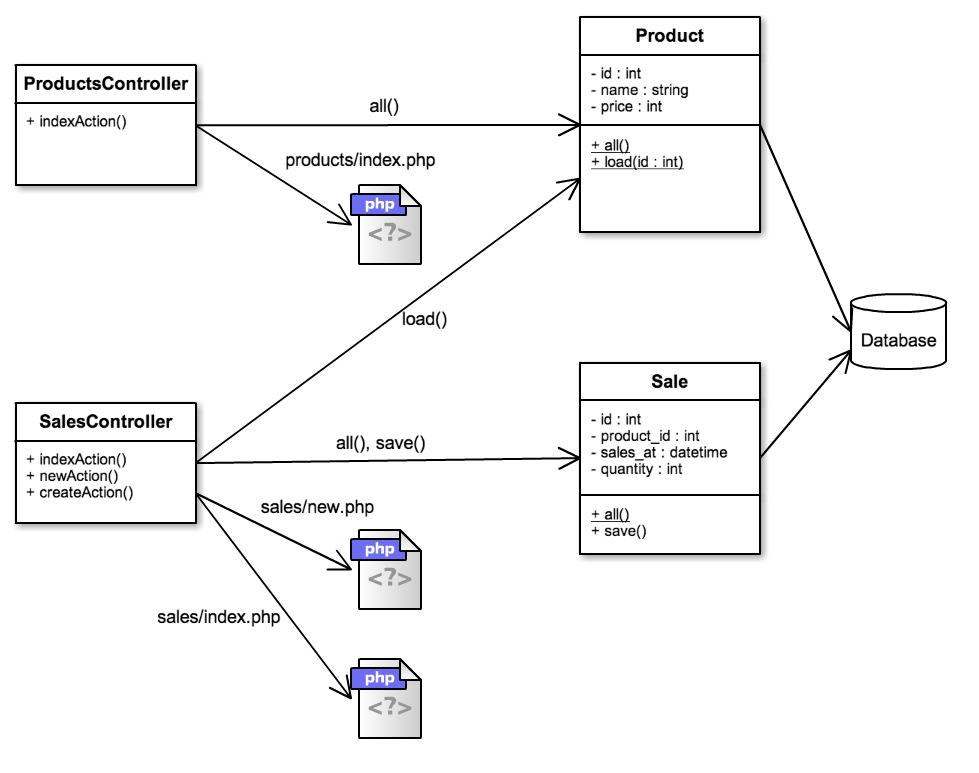 Product
- id : int
- name : string
- price : int
+ all()
+ load(id : int)
ProductsController
+ indexAction()
all()
products/index.php
php
<?>
load()
Database
Sale
- id : int
- product_id : int
- sales_at : datetime
- quantity : int
+ all()
+ save()
SalesController
+ indexAction()
+ newAction()
+ createAction()
all(), save()
sales/new.php
php
<?>
sales/index.php
php
<?>